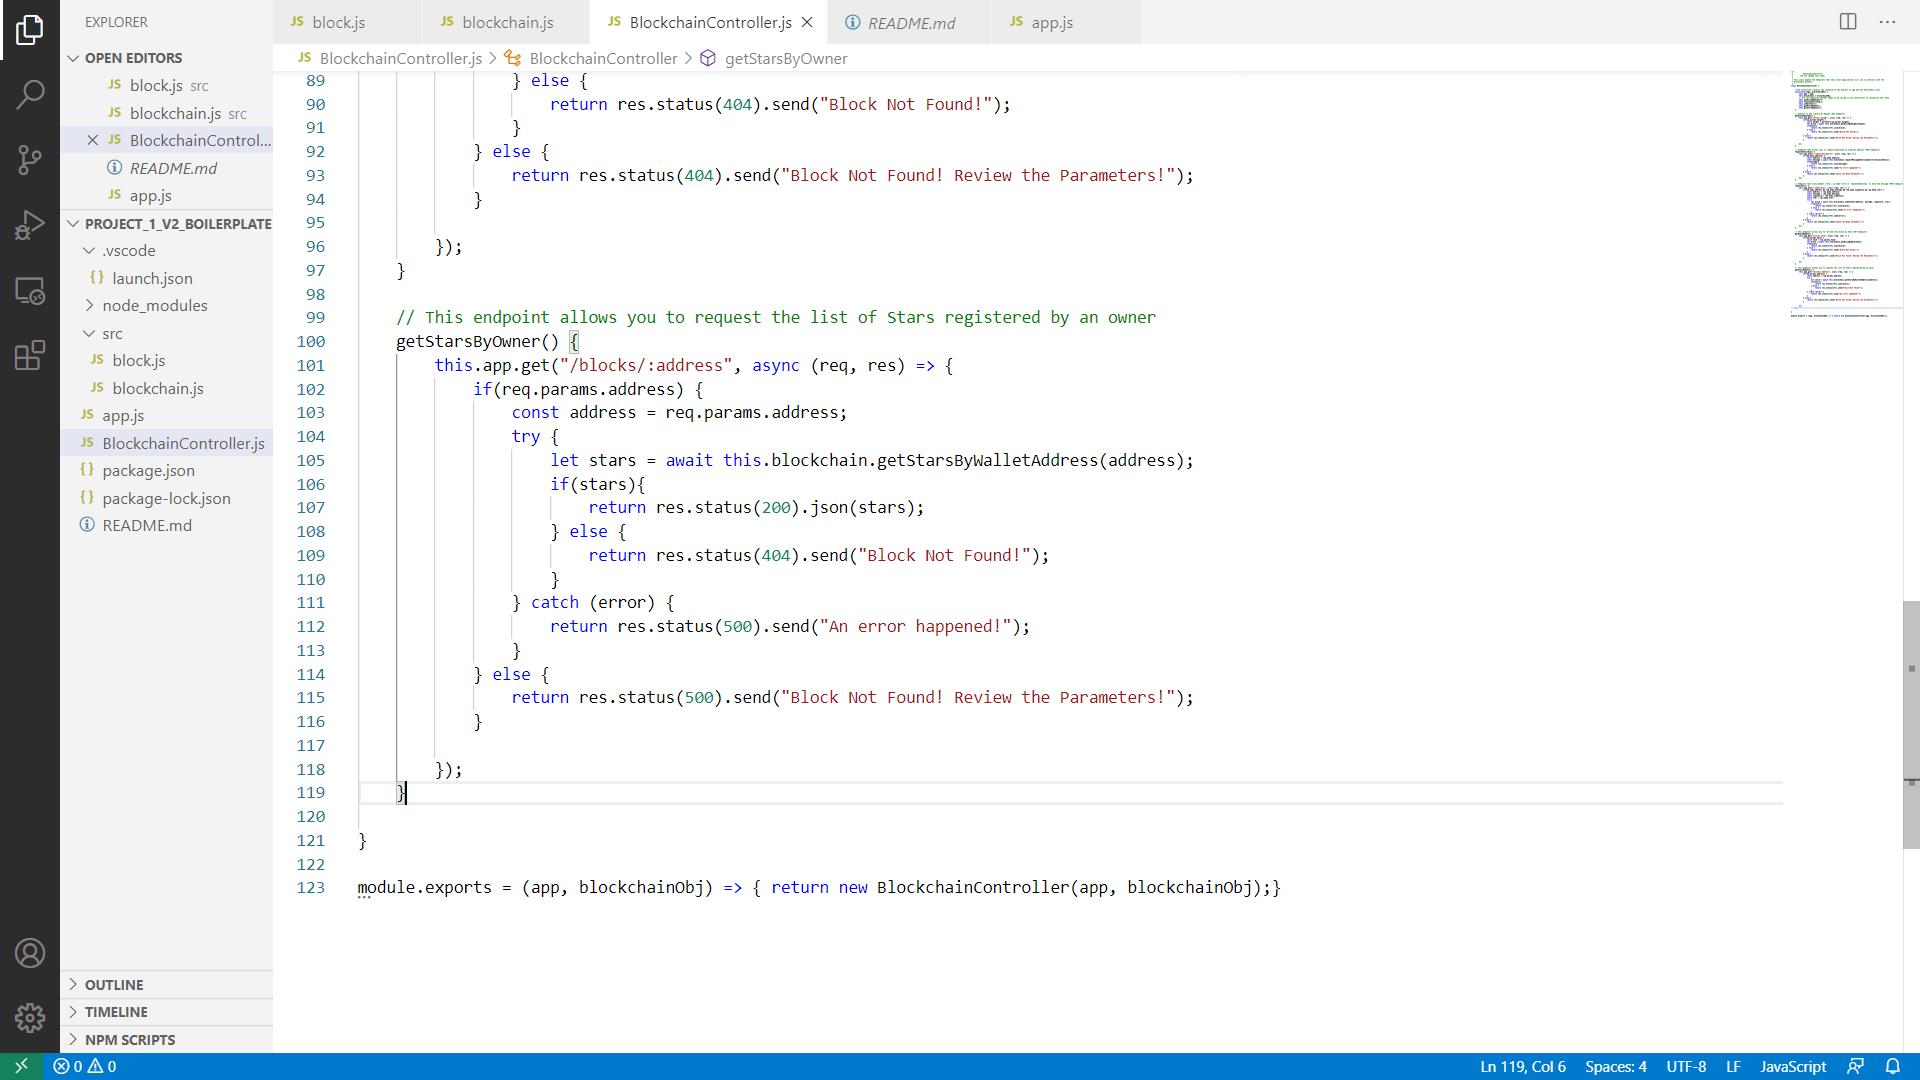 EXPLORER
OPEN EDITORS
JS block.js src
JS blockchain.js src
JS BlockchainControl...
README.md
JS app.js
PROJECT_1_V2_BOILERPLATE
.vscode
{} launch.json
node_modules
src
JS block.js
JS blockchain.js
JS app.js
JS BlockchainController.js
{} package.json
{} package-lock.json
README.md
OUTLINE
TIMELINE
NPM SCRIPTS
JS block.js JS blockchain.js JS BlockchainController.js README.md JS app.js
JS BlockchainController.js > BlockchainController > getStarsByOwner
89 } else {
90 return res.status(404).send("Block Not Found!");
91 }
92 } else {
93 return res.status(404).send("Block Not Found! Review the Parameters!");
94 }
95
96 });
97 }
98
99 // This endpoint allows you to request the list of Stars registered by an owner
100 getStarsByOwner() {
101 this.app.get("/blocks/:address", async (req, res) => {
102 if(req.params.address) {
103 const address = req.params.address;
104 try {
105 let stars = await this.blockchain.getStarsByWalletAddress(address);
106 if(stars){
107 return res.status(200).json(stars);
108 } else {
109 return res.status(404).send("Block Not Found!");
110 }
111 } catch (error) {
112 return res.status(500).send("An error happened!");
113 }
114 } else {
115 return res.status(500).send("Block Not Found! Review the Parameters!");
116 }
117
118 });
119 }
120
121 }
122
123 module.exports = (app, blockchainObj) => { return new BlockchainController(app, blockchainObj);}
0 0 Ln 119, Col 6 Spaces: 4 UTF-8 LF JavaScript